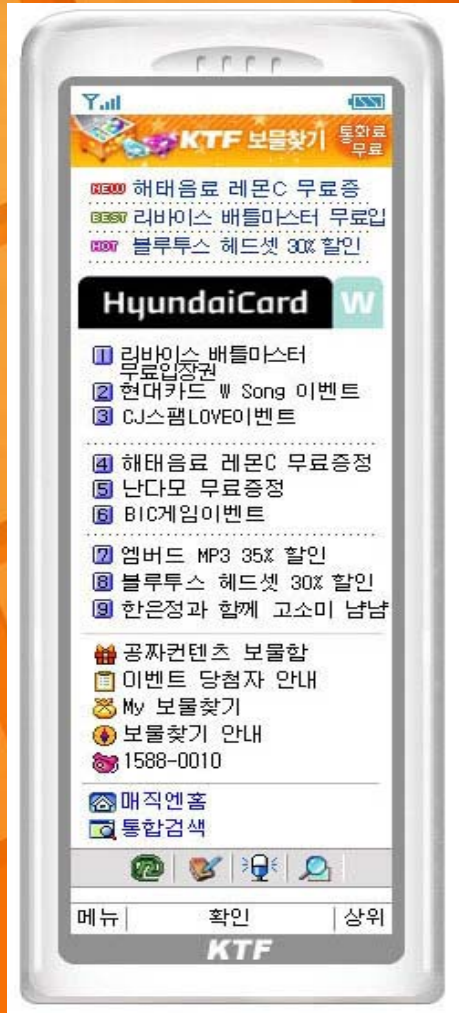 KTF 보물찾기 통화료
무료
NEW 해태음료 레몬C 무료증
BEST 리바이스 배틀마스터 무료입
HOT 블루투스 헤드셋 30% 할인
HyundaiCard W
1 리바이스 배틀마스터
무료입장권
2 현대카드 W Song 이벤트
3 CJ스팸LOVE이벤트
4 해태음료 레몬C 무료증정
5 난다모 무료증정
6 BIC게임이벤트
7 엠버드 MP3 35% 할인
8 블루투스 헤드셋 30% 할인
9 한은정과 함께 고소미 냠냠
공짜컨텐츠 보물함
이벤트 당첨자 안내
My 보물찾기
보물찾기 안내
1588-0010
매직엔홈
통합검색
메뉴 확인 상위
KTF